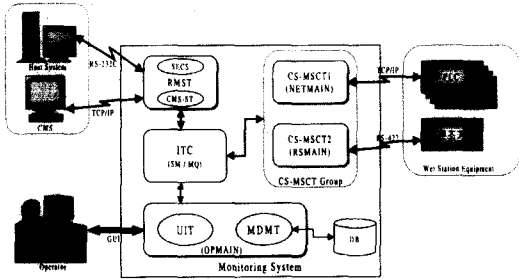 Host System
RS-232C
CMS
TCP/IP
SECS
RMST
CMS-ST
ITC
(SM / MQ)
CS-MSCT1
(NETMAIN)
CS-MSCT2
(RSMAIN)
CS-MSCT Group
TCP/IP
RS-422
Wet Station Equipment
Operator
GUI
UIT
MDMT
(OPMAIN)
DB
Monitoring System